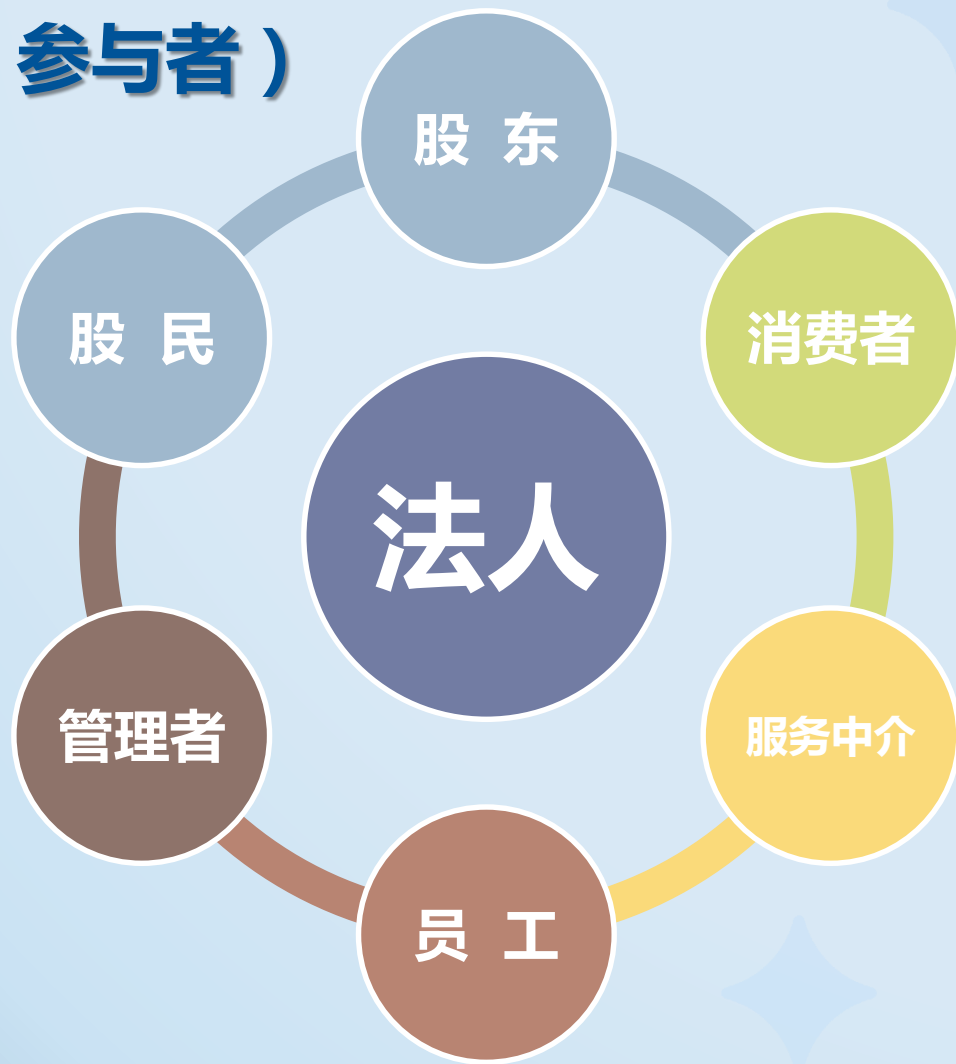 参与者）
股 东
股 民
消费者
法人
管理者
服务中介
员 工